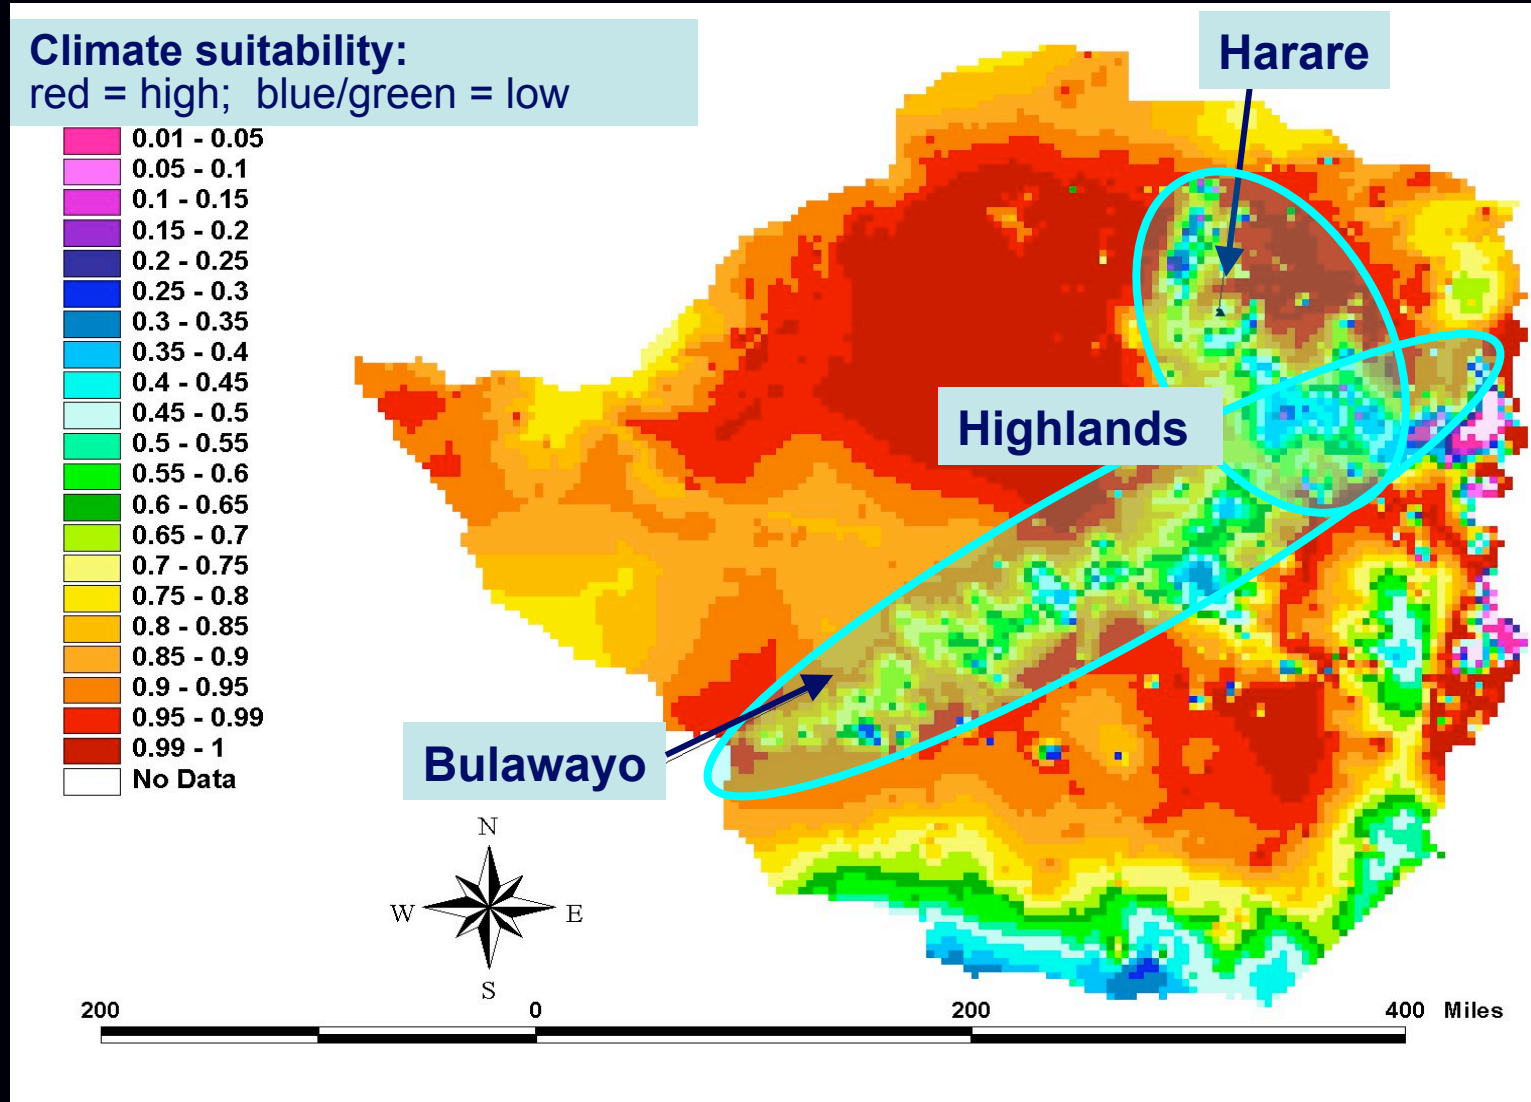 Climate suitability:
red = high; blue/green = low
Harare
0.01 - 0.05
0.05 - 0.1
0.1 - 0.15
0.15 - 0.2
0.2 - 0.25
0.25 - 0.3
0.3 - 0.35
0.35 - 0.4
0.4 - 0.45
0.45 - 0.5
0.5 - 0.55
0.55 - 0.6
0.6 - 0.65
0.65 - 0.7
0.7 - 0.75
0.75 - 0.8
0.8 - 0.85
0.85 - 0.9
0.9 - 0.95
0.95 - 0.99
0.99 - 1
No Data
Highlands
Bulawayo
N
W E
S
200 0 200 400 Miles